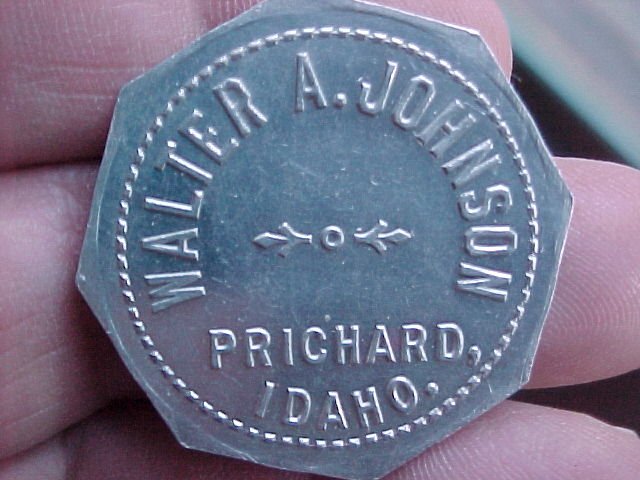 WALTER A. JOHNSON
PRICHARD,
IDAHO.